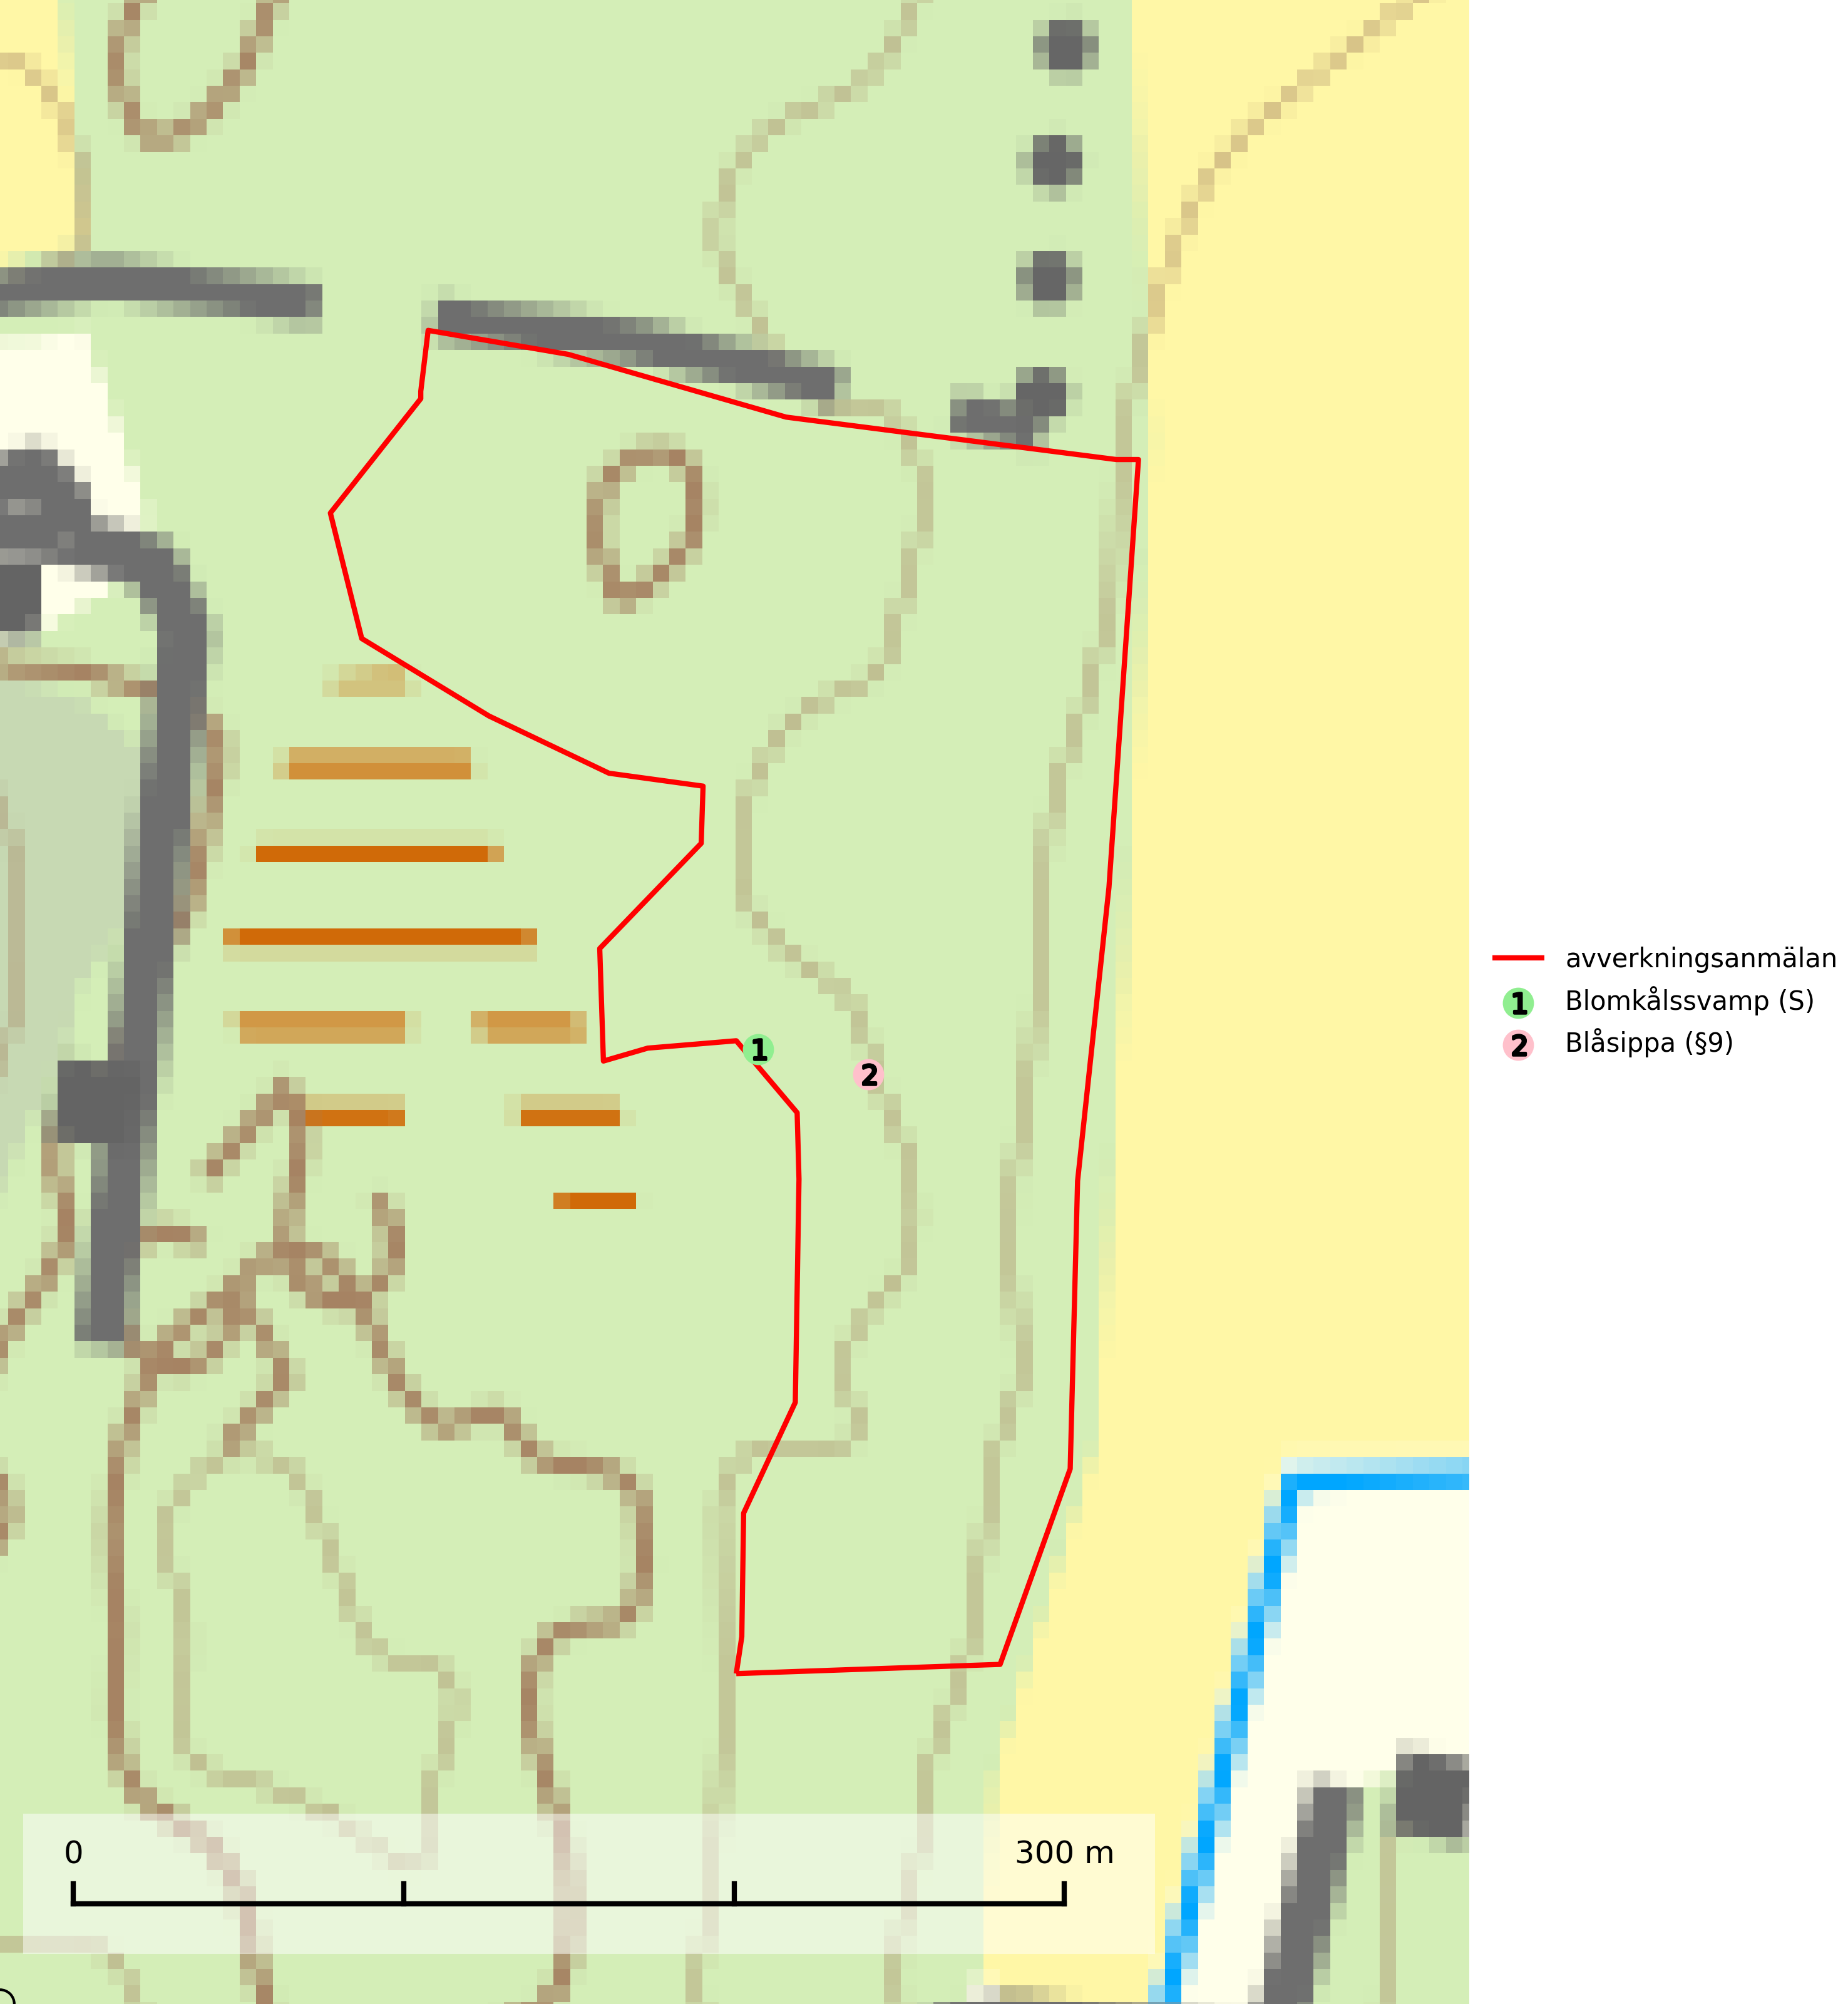 1
2
avverkningsanmälan
1 Blomkålssvamp (S)
2 Blåsippa (§9)
0 300 m